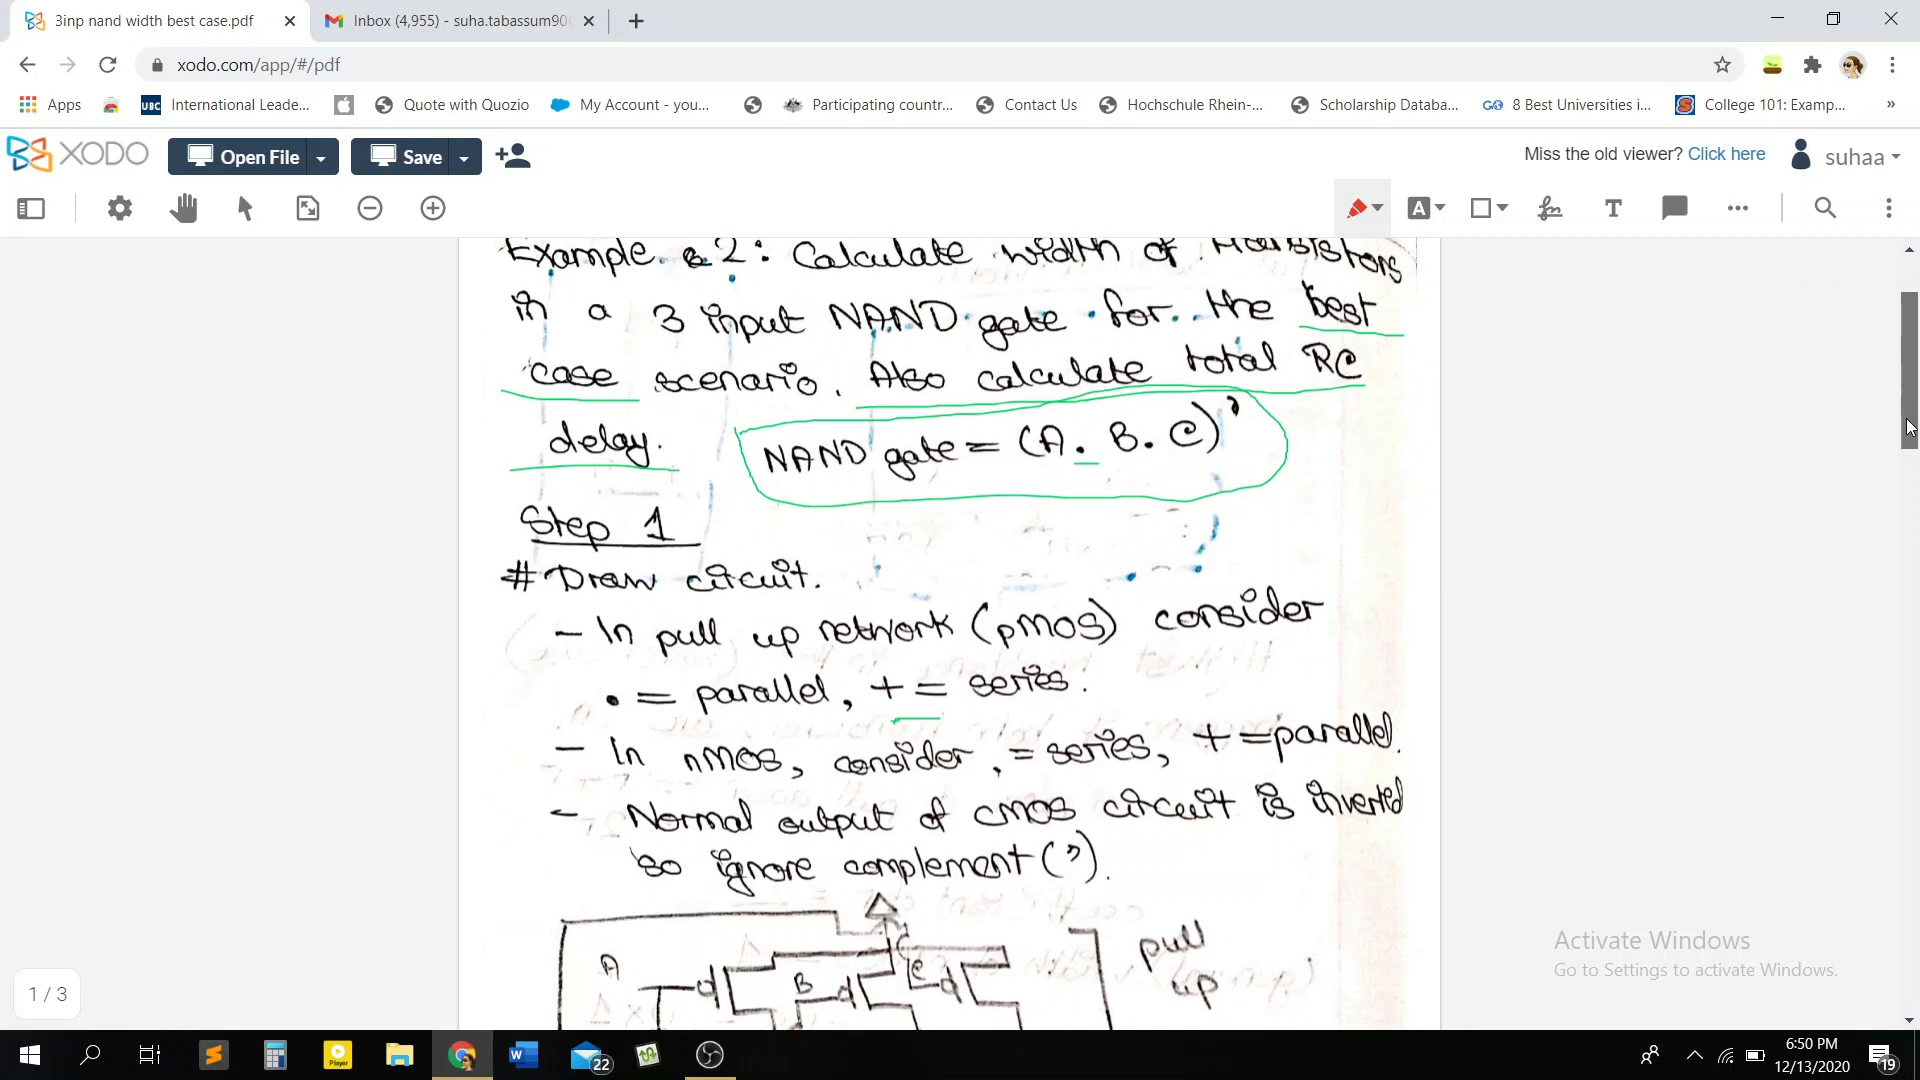 3inp nand width best case.pdf
Inbox (4,955) - suha.tabassum90
xodo.com/app/#/pdf
Apps
UBC
International Leade...
Quote with Quozio
My Account - you...
Participating countr...
Contact Us
Hochschule Rhein-...
Scholarship Databa...
8 Best Universities i...
College 101: Examp...
»
XODO
Open File
Save
Miss the old viewer? Click here
suhaa
Example 2: Calculate width of transistors
in a 3 input NAND gate for the best
case scenario. Also calculate total RC
delay.
NAND gate = (A. B. C)'
Step 1
# Draw circuit.
- In pull up network (pMOS) consider
• = parallel, + = series.
- In nMOS, consider . = series, + = parallel.
- Normal output of CMOS circuit is inverted
so ignore complement (').
A
B
C
pull
up
Activate Windows
Go to Settings to activate Windows.
1 / 3
Player
22
6:50 PM
12/13/2020
19